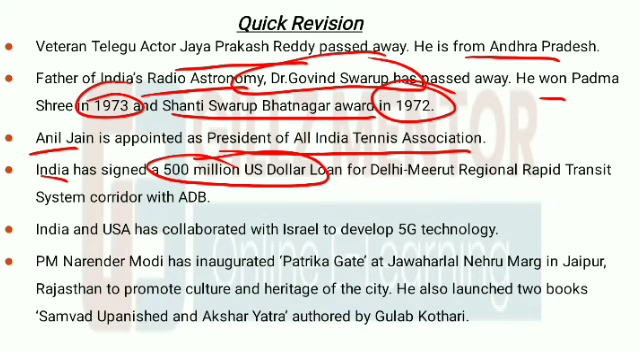 Quick Revision
• Veteran Telegu Actor Jaya Prakash Reddy passed away. He is from Andhra Pradesh.
• Father of India's Radio Astronomy, Dr.Govind Swarup has passed away. He won Padma
Shree in 1973 and Shanti Swarup Bhatnagar award in 1972.
• Anil Jain is appointed as President of All India Tennis Association.
• India has signed a 500 million US Dollar Loan for Delhi-Meerut Regional Rapid Transit
System corridor with ADB.
• India and USA has collaborated with Israel to develop 5G technology.
• PM Narender Modi has inaugurated 'Patrika Gate' at Jawaharlal Nehru Marg in Jaipur,
Rajasthan to promote culture and heritage of the city. He also launched two books
'Samvad Upanished and Akshar Yatra' authored by Gulab Kothari.